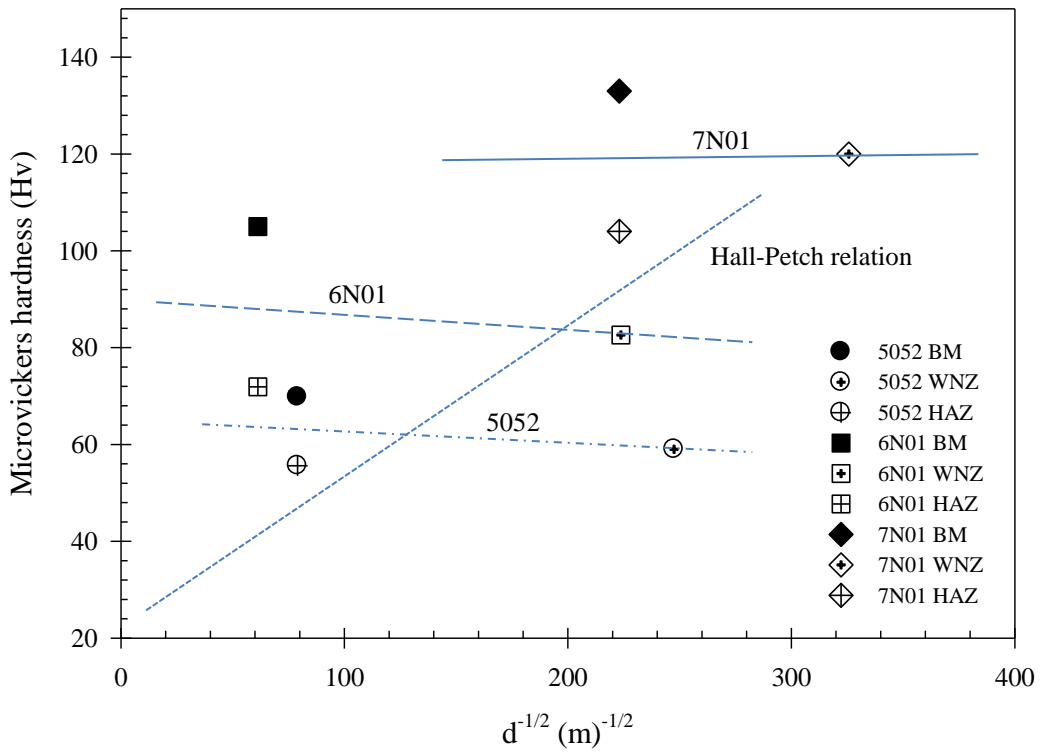 140
120
100
80
60
40
20
0
100
200
300
400
Microvickers hardness (Hv)
d^-1/2 (m)^-1/2
7N01
Hall-Petch relation
6N01
5052
5052 BM
5052 WNZ
5052 HAZ
6N01 BM
6N01 WNZ
6N01 HAZ
7N01 BM
7N01 WNZ
7N01 HAZ